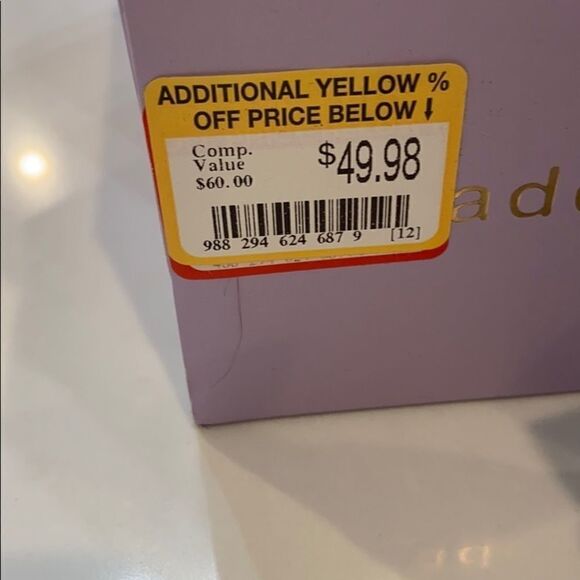 ADDITIONAL YELLOW %
OFF PRICE BELOW ↓
Comp.
Value
$60.00
$49.98
988 294 624 687 9 [12]